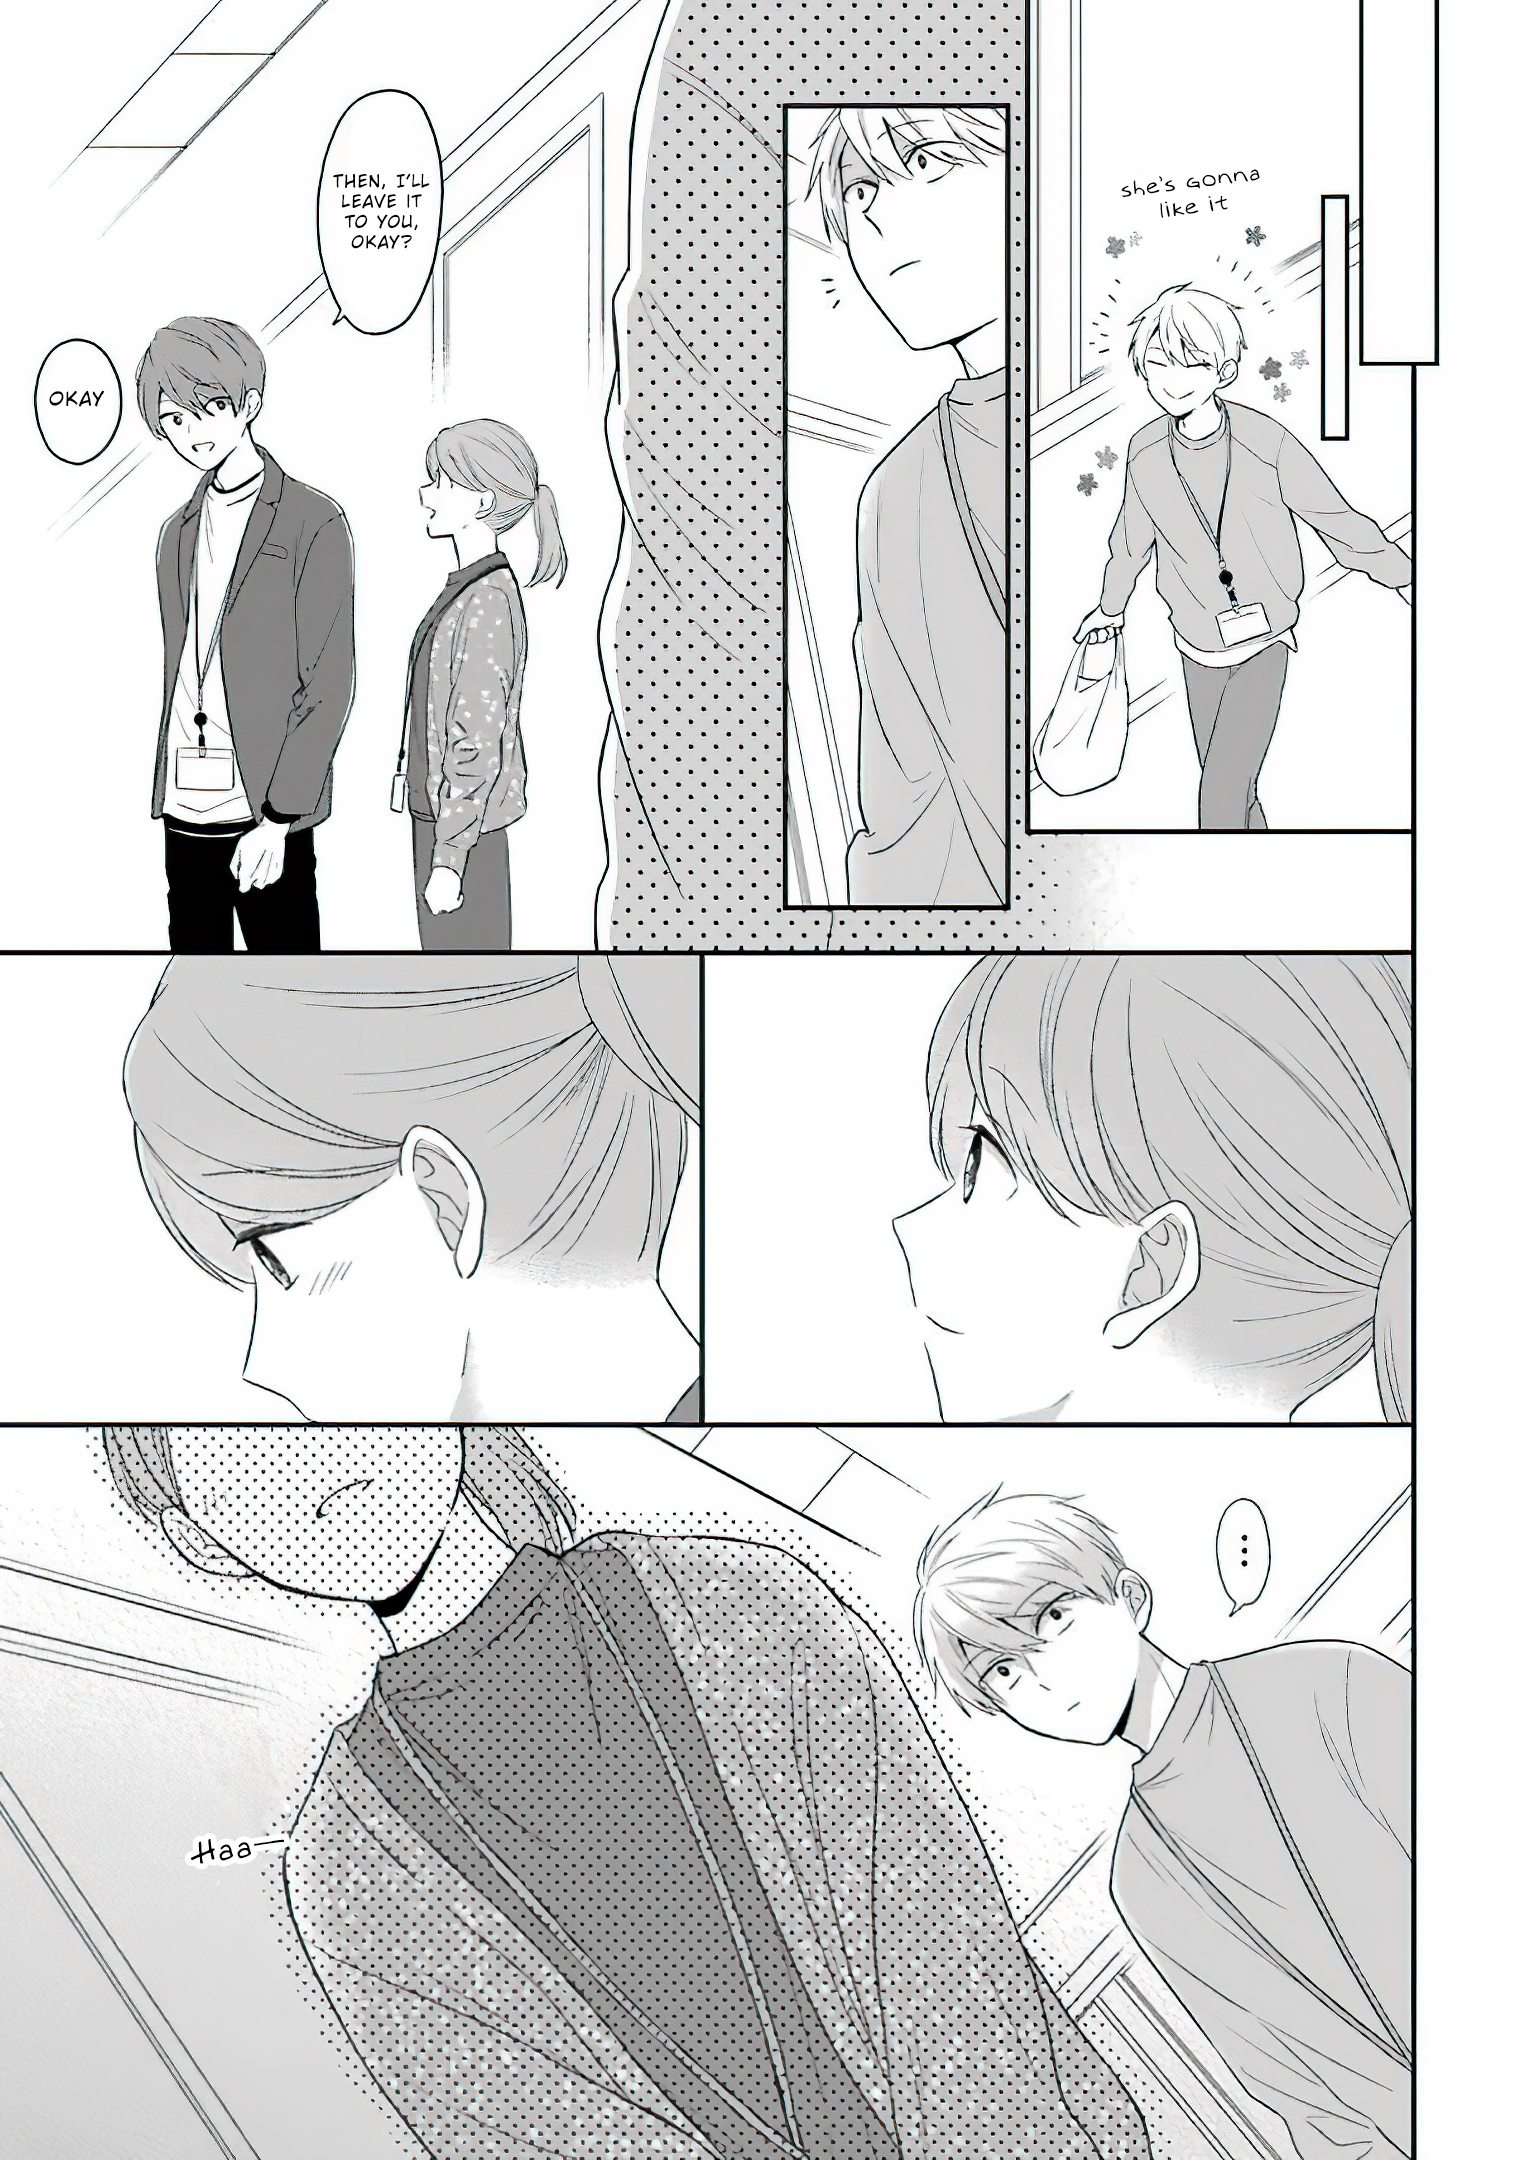 she's gonna
like it
THEN, I'LL
LEAVE IT
TO YOU,
OKAY?
OKAY
...
Haa—